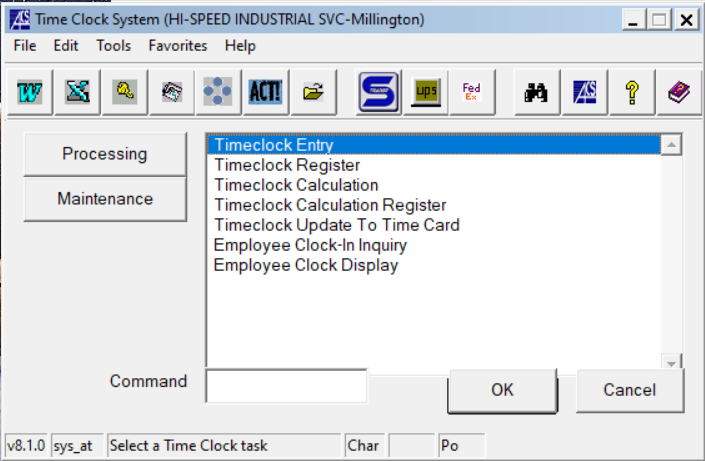 Time Clock System (HI-SPEED INDUSTRIAL SVC-Millington)
File Edit Tools Favorites Help
W X ACT! S ups Fed Ex AS ?
Processing
Maintenance
Timeclock Entry
Timeclock Register
Timeclock Calculation
Timeclock Calculation Register
Timeclock Update To Time Card
Employee Clock-In Inquiry
Employee Clock Display
Command
OK
Cancel
v8.1.0 sys_at Select a Time Clock task Char Po